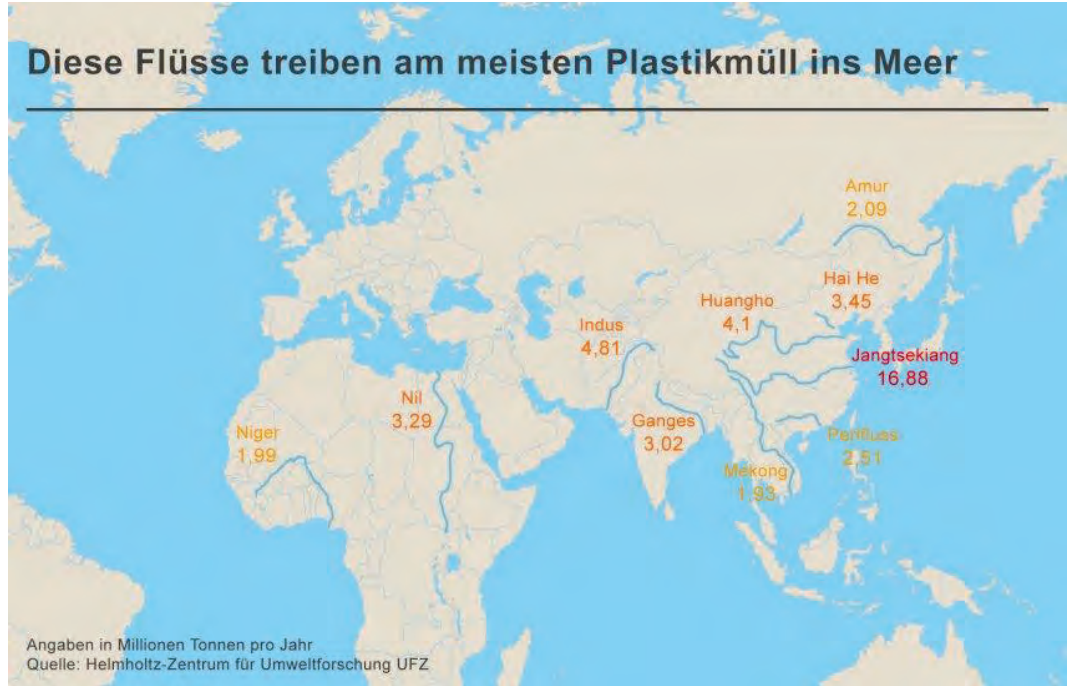 Diese Flüsse treiben am meisten Plastikmüll ins Meer
Amur
2,09
Hai He
3,45
Huangho
4,1
Indus
4,81
Jangtsekiang
16,88
Nil
3,29
Ganges
3,02
Perlfluss
2,51
Niger
1,99
Mekong
1,93
Angaben in Millionen Tonnen pro Jahr
Quelle: Helmholtz-Zentrum für Umweltforschung UFZ